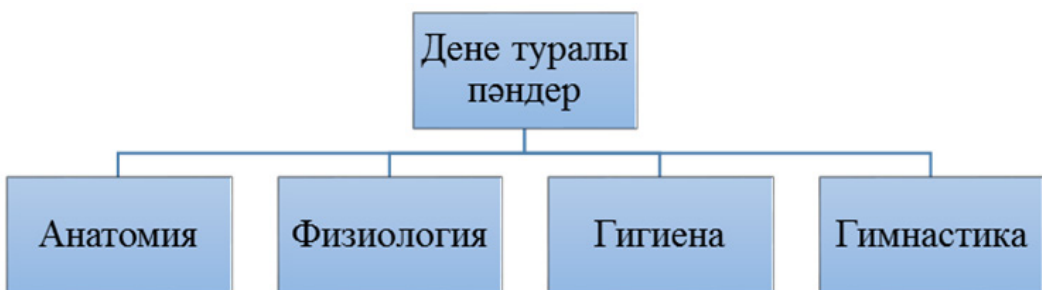 Дене туралы
пәндер
Анатомия
Физиология
Гигиена
Гимнастика